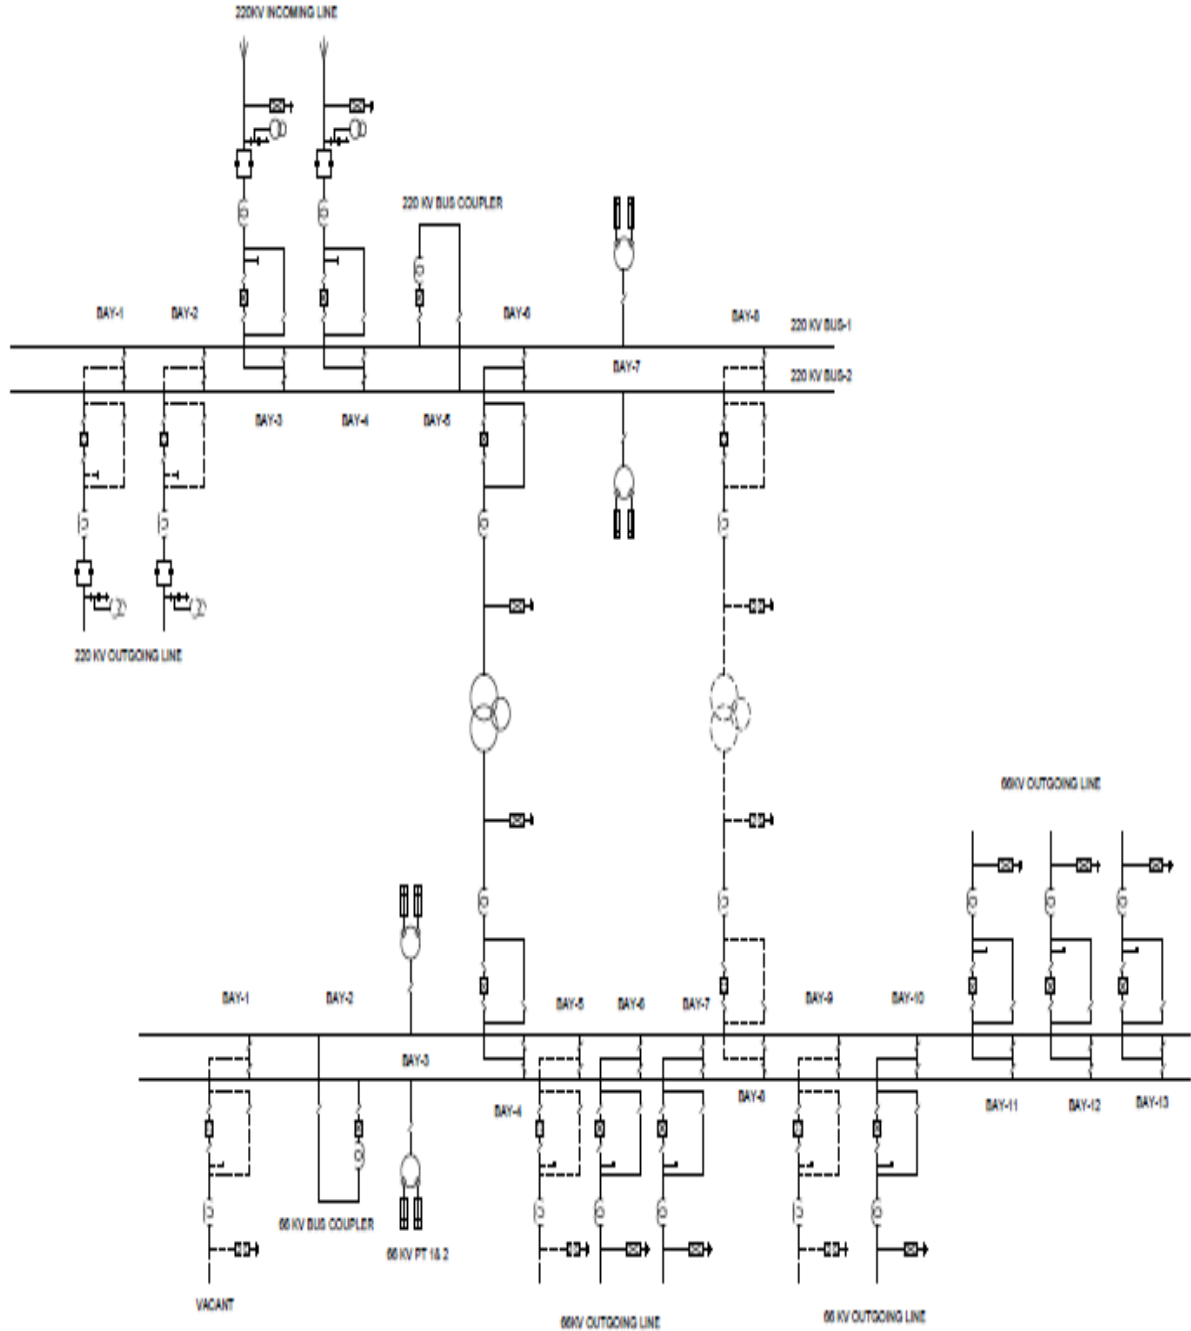 220KV INCOMING LINE
220 KV BUS COUPLER
BAY-1
BAY-2
BAY-6
BAY-8
220 KV BUS-1
BAY-7
220 KV BUS-2
BAY-3
BAY-4
BAY-5
220 KV OUTGOING LINE
66KV OUTGOING LINE
BAY-1
BAY-2
BAY-5
BAY-6
BAY-7
BAY-9
BAY-10
BAY-3
BAY-4
BAY-8
BAY-11
BAY-12
BAY-13
66 KV BUS COUPLER
66 KV PT 1& 2
VACANT
66KV OUTGOING LINE
66 KV OUTGOING LINE